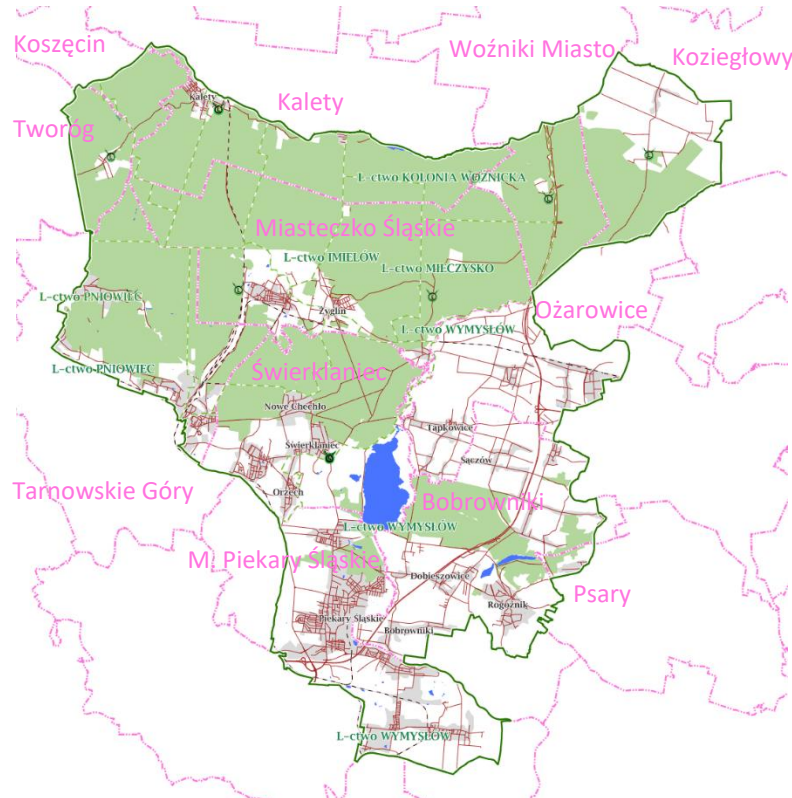 Koszęcin
Woźniki Miasto
Koziegłowy
Kalety
Kalety
Tworóg
L-ctwo KOLONIA WOŹNICKA
Miasteczko Śląskie
L-ctwo IMIELÓW
L-ctwo MIECZYSKO
L-ctwo PNIOWIEC
Żyglin
Ożarowice
L-ctwo WYMYSŁÓW
L-ctwo PNIOWIEC
Świerklaniec
Nowe Chechło
Tąpkowice
Świerklaniec
Sączów
Tarnowskie Góry
Orzech
Bobrowniki
L-ctwo WYMYSŁÓW
M. Piekary Śląskie
Dobieszowice
Psary
Rogoźnik
Piekary Śląskie
Bobrowniki
L-ctwo WYMYSŁÓW